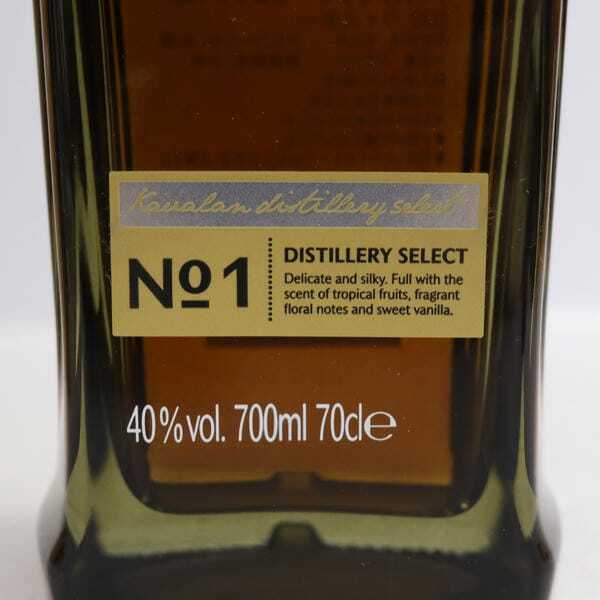 Kavalan distillery select
No1
DISTILLERY SELECT
Delicate and silky. Full with the
scent of tropical fruits, fragrant
floral notes and sweet vanilla.
40%vol. 700ml 70cl℮